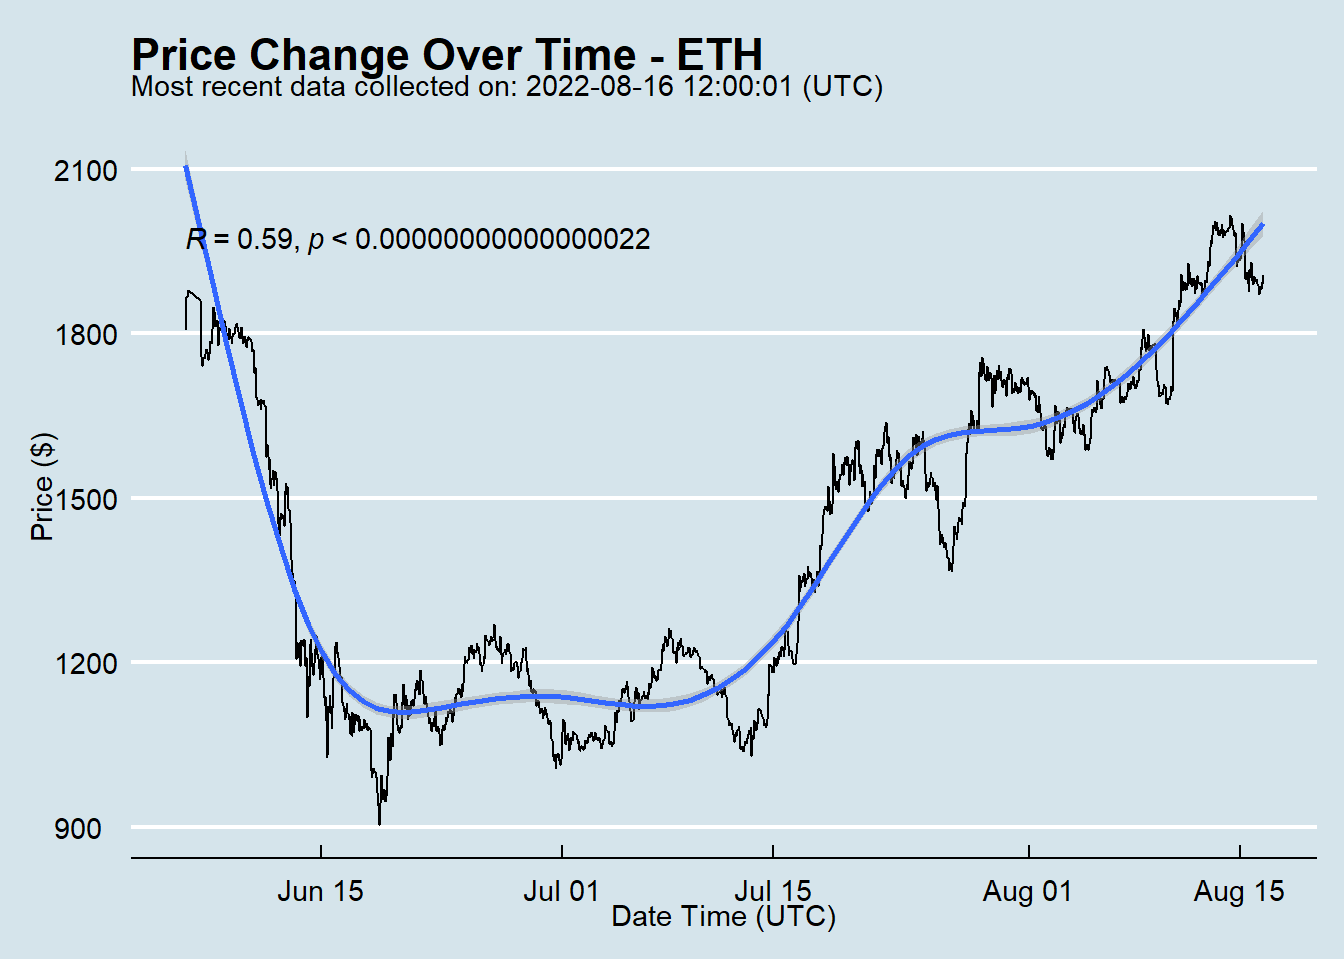 Price Change Over Time - ETH
Most recent data collected on: 2022-08-16 12:00:01 (UTC)
2100
R = 0.59, p < 0.00000000000000022
1800
Price ($)
1500
1200
900
Jun 15 Jul 01 Jul 15 Aug 01 Aug 15
Date Time (UTC)